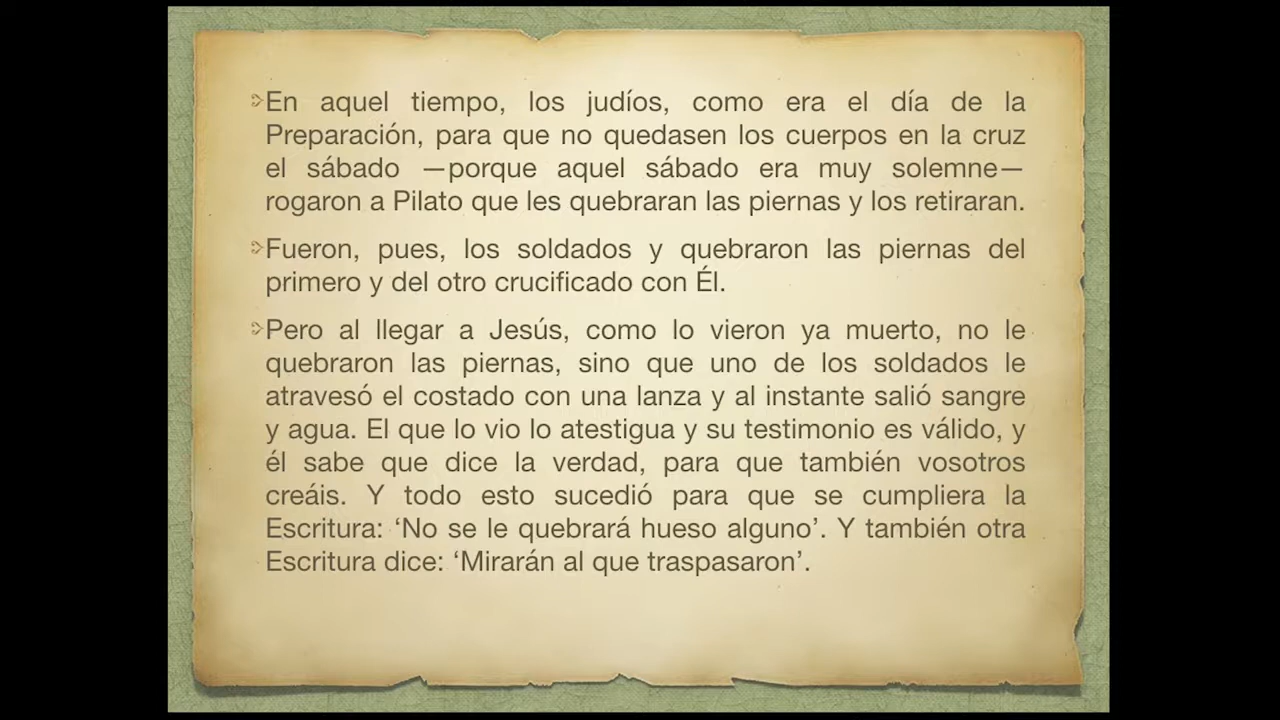 En aquel tiempo, los judíos, como era el día de la
Preparación, para que no quedasen los cuerpos en la cruz
el sábado —porque aquel sábado era muy solemne—
rogaron a Pilato que les quebraran las piernas y los retiraran.
Fueron, pues, los soldados y quebraron las piernas del
primero y del otro crucificado con Él.
Pero al llegar a Jesús, como lo vieron ya muerto, no le
quebraron las piernas, sino que uno de los soldados le
atravesó el costado con una lanza y al instante salió sangre
y agua. El que lo vio lo atestigua y su testimonio es válido, y
él sabe que dice la verdad, para que también vosotros
creáis. Y todo esto sucedió para que se cumpliera la
Escritura: ‘No se le quebrará hueso alguno’. Y también otra
Escritura dice: ‘Mirarán al que traspasaron’.